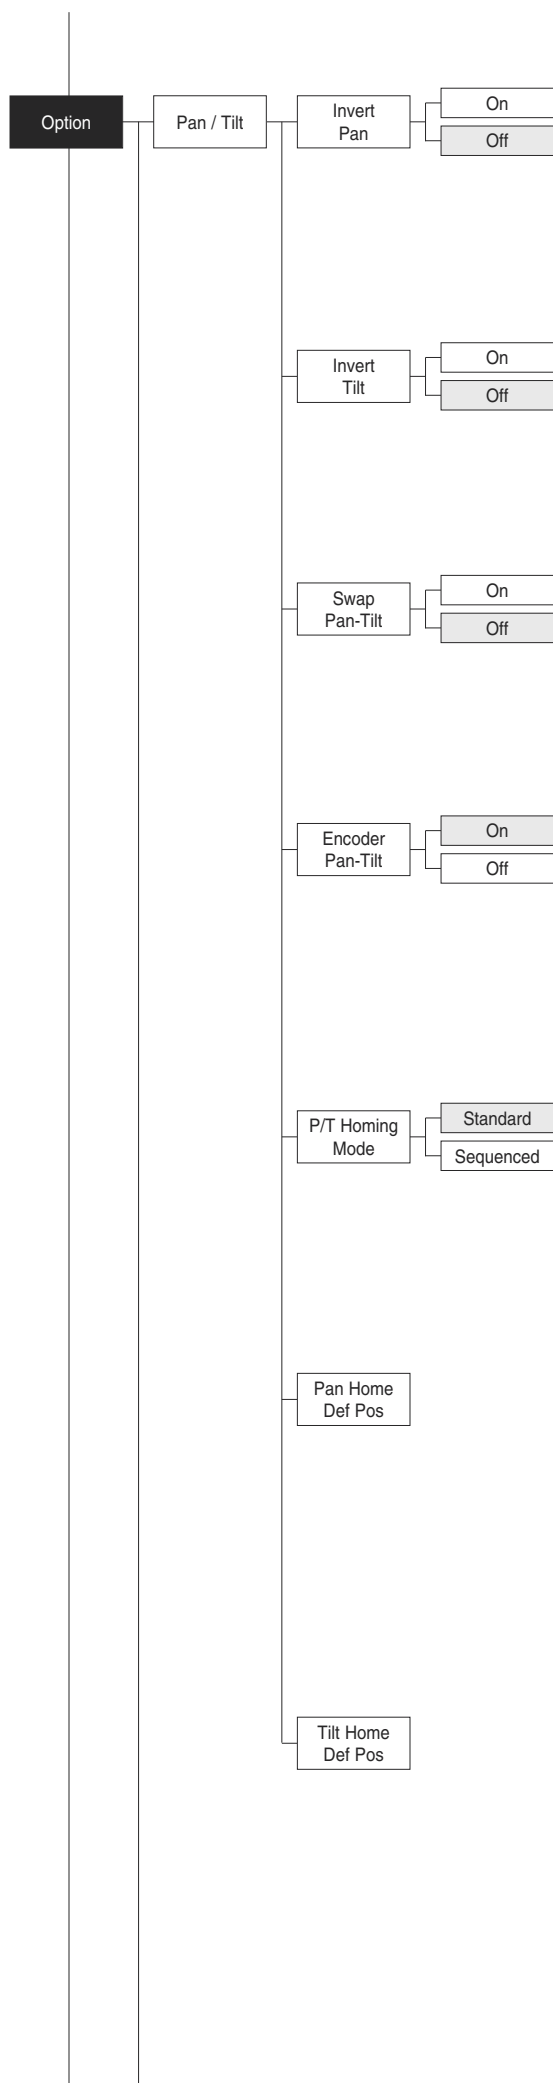 Option
Pan / Tilt
Invert
Pan
On
Off
Invert
Tilt
On
Off
Swap
Pan-Tilt
On
Off
Encoder
Pan-Tilt
On
Off
P/T Homing
Mode
Standard
Sequenced
Pan Home
Def Pos
Tilt Home
Def Pos